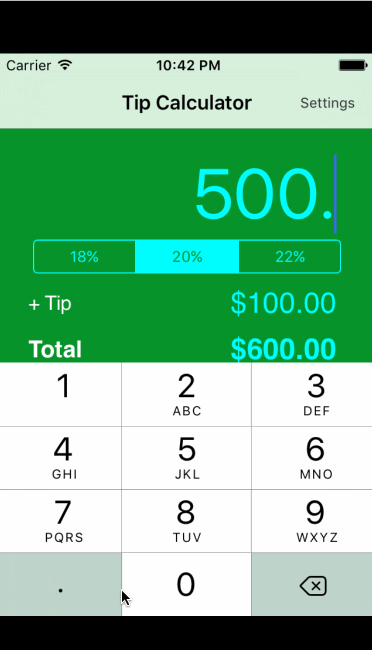 Carrier 10:42 PM
Tip Calculator Settings
500.
18% 20% 22%
+ Tip $100.00
Total $600.00
1 2 3
ABC DEF
4 5 6
GHI JKL MNO
7 8 9
PQRS TUV WXYZ
. 0